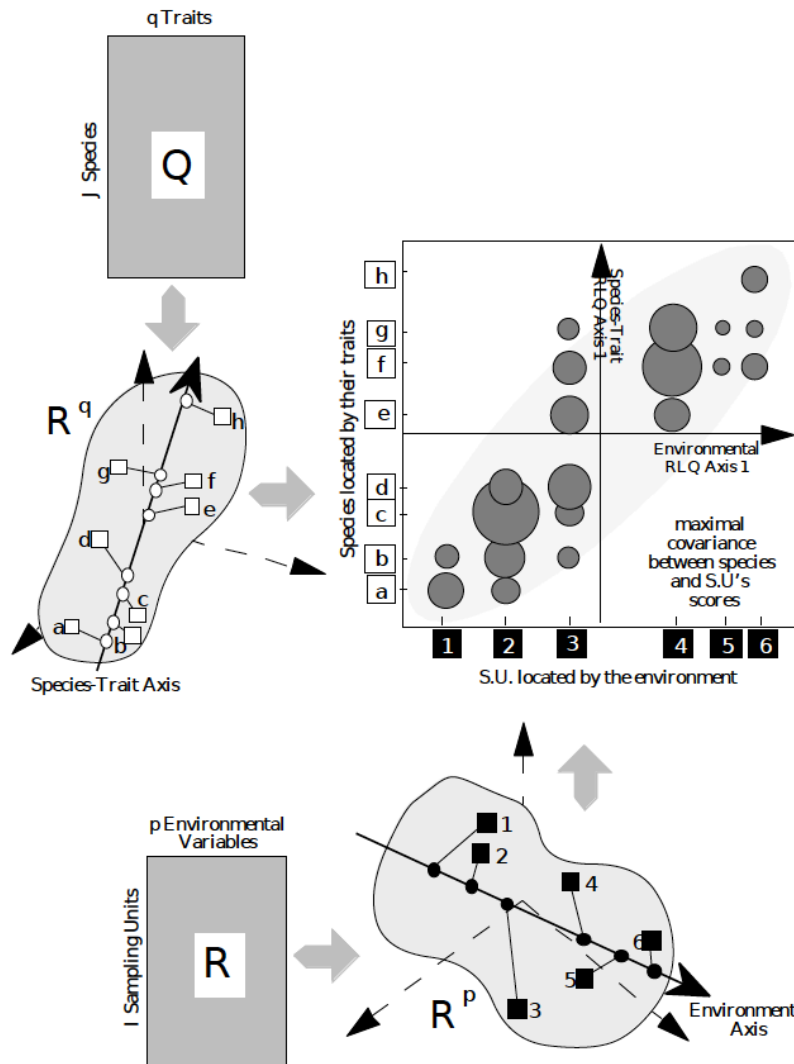 q Traits
J Species
Q
R q
h
g
f
e
d
c
a
b
Species-Trait Axis
Species located by their traits
h
g
f
e
d
c
b
a
Species-Trait
RLQ Axis 1
Environmental
RLQ Axis 1
maximal
covariance
between species
and S.U's
scores
1 2 3 4 5 6
S.U. located by the environment
p Environmental
Variables
I Sampling Units
R
1
2
4
6
5
3
R p
Environment
Axis